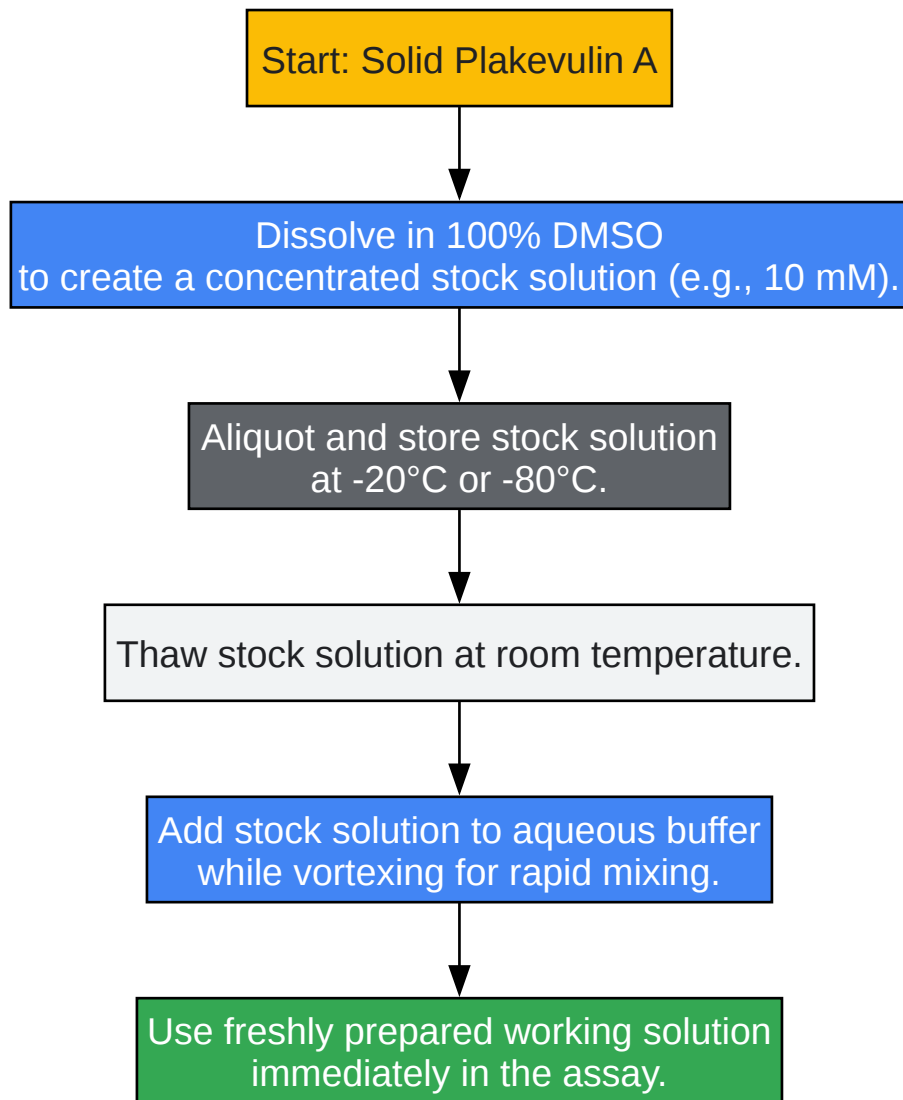 Start: Solid Plakevulin A
Dissolve in 100% DMSO
to create a concentrated stock solution (e.g., 10 mM).
Aliquot and store stock solution
at -20°C or -80°C.
Thaw stock solution at room temperature.
Add stock solution to aqueous buffer
while vortexing for rapid mixing.
Use freshly prepared working solution
immediately in the assay.